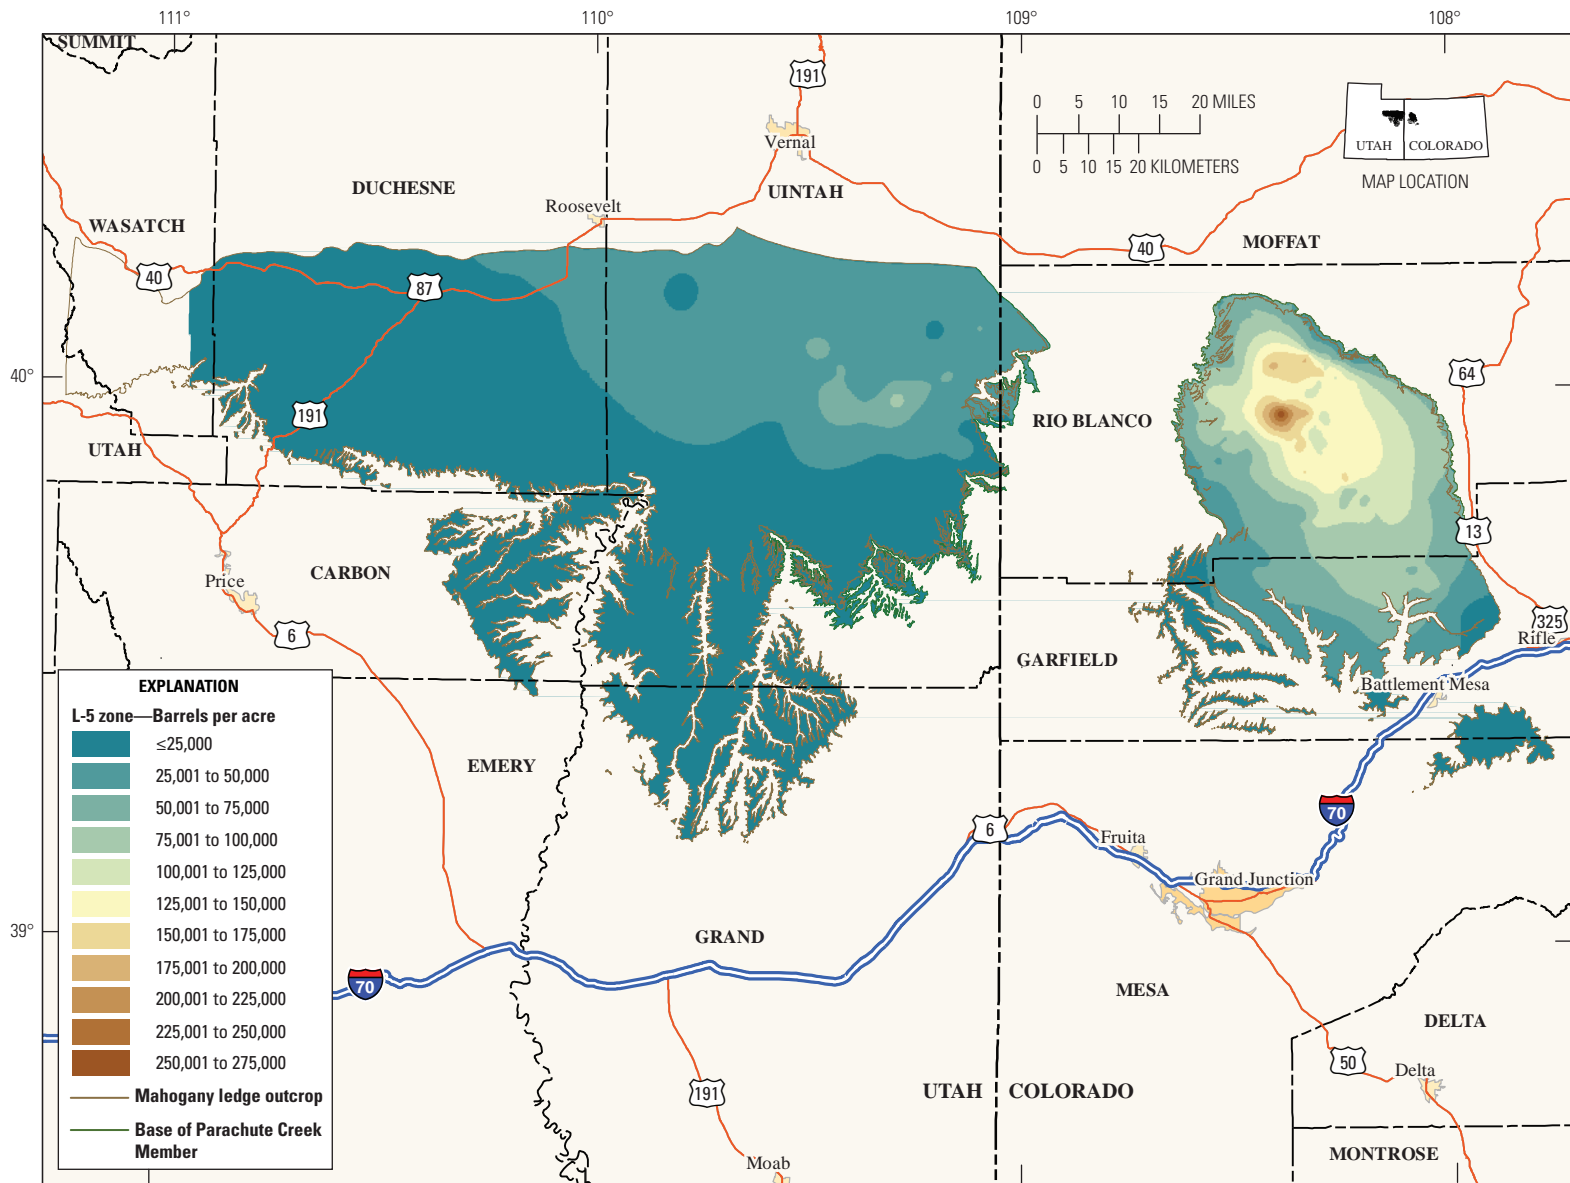 111°
110°
109°
108°
SUMMIT
191
0 5 10 15 20 MILES
0 5 10 15 20 KILOMETERS
UTAH COLORADO
MAP LOCATION
Vernal
DUCHESNE
UINTAH
Roosevelt
WASATCH
MOFFAT
40
40
87
40°
64
191
RIO BLANCO
UTAH
13
CARBON
Price
6
325
Rifle
GARFIELD
Battlement Mesa
EMERY
70
6
Fruita
Grand Junction
39°
GRAND
70
MESA
DELTA
50
Delta
191
UTAH COLORADO
MONTROSE
Moab
EXPLANATION
L-5 zone—Barrels per acre
≤25,000
25,001 to 50,000
50,001 to 75,000
75,001 to 100,000
100,001 to 125,000
125,001 to 150,000
150,001 to 175,000
175,001 to 200,000
200,001 to 225,000
225,001 to 250,000
250,001 to 275,000
Mahogany ledge outcrop
Base of Parachute Creek
Member